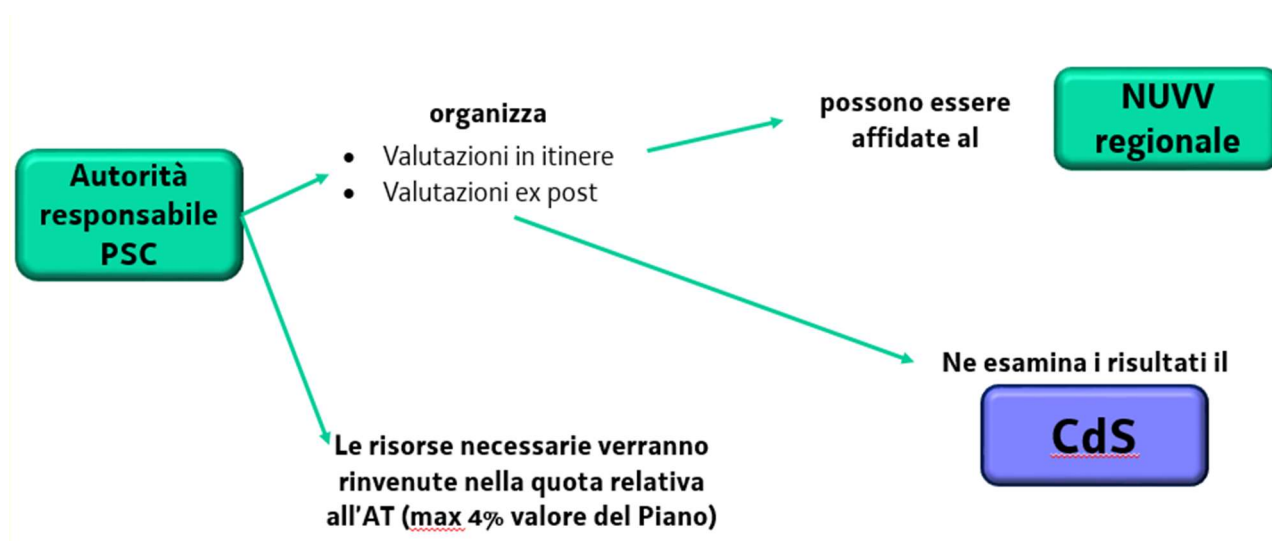 Autorità
responsabile
PSC
organizza
• Valutazioni in itinere
• Valutazioni ex post
possono essere
affidate al
NUVV
regionale
Ne esamina i risultati il
CdS
Le risorse necessarie verranno
rinvenute nella quota relativa
all'AT (max 4% valore del Piano)